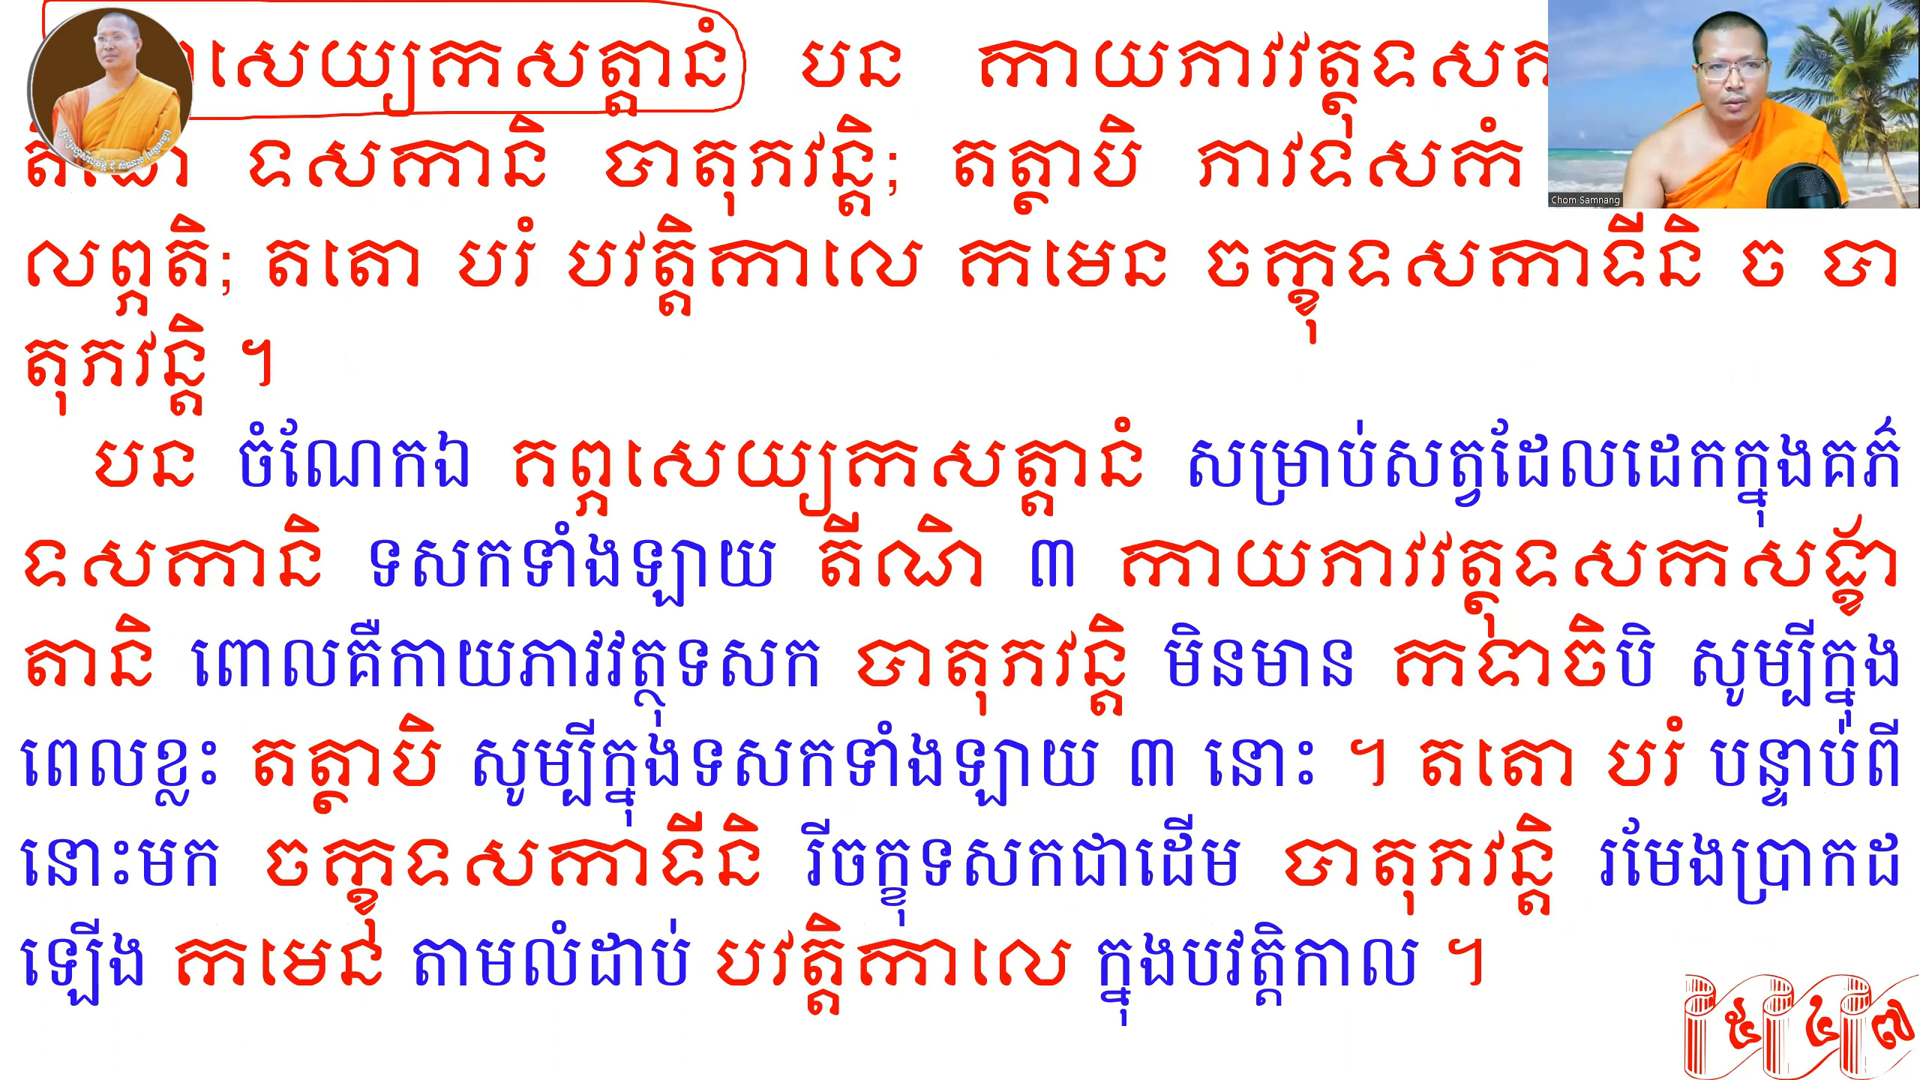 សេយ្យកសត្តានំ បន កាយភាវវត្ថុទសក
ទសកានិ បាតុភវន្តិ; តត្ថាបិ ភាវទសកំ
លព្ភតិ; តតោ បរំ បវត្តិកាលេ កមេន ចក្ខុទសកាទីនិ ច បា
តុភវន្តិ ។
បន ចំណែកឯ គព្ភសេយ្យកសត្តានំ សម្រាប់សត្វដែលដេកក្នុងគភ៌
ទសកានិ ទសកទាំងឡាយ តីណិ ៣ កាយភាវវត្ថុទសកសង្ខា
តានិ ពោលគឺកាយភាវវត្ថុទសក បាតុភវន្តិ មិនមាន កទាចិបិ សូម្បីក្នុង
ពេលខ្លះ តត្ថាបិ សូម្បីក្នុងទសកទាំងឡាយ ៣ នោះ ។ តតោ បរំ បន្ទាប់ពី
នោះមក ចក្ខុទសកាទីនិ រីចក្ខុទសកជាដើម បាតុភវន្តិ រមែងប្រាកដ
ឡើង កមេន តាមលំដាប់ បវត្តិកាលេ ក្នុងបវត្តិកាល ។
Chom Samnang
៥៤៧